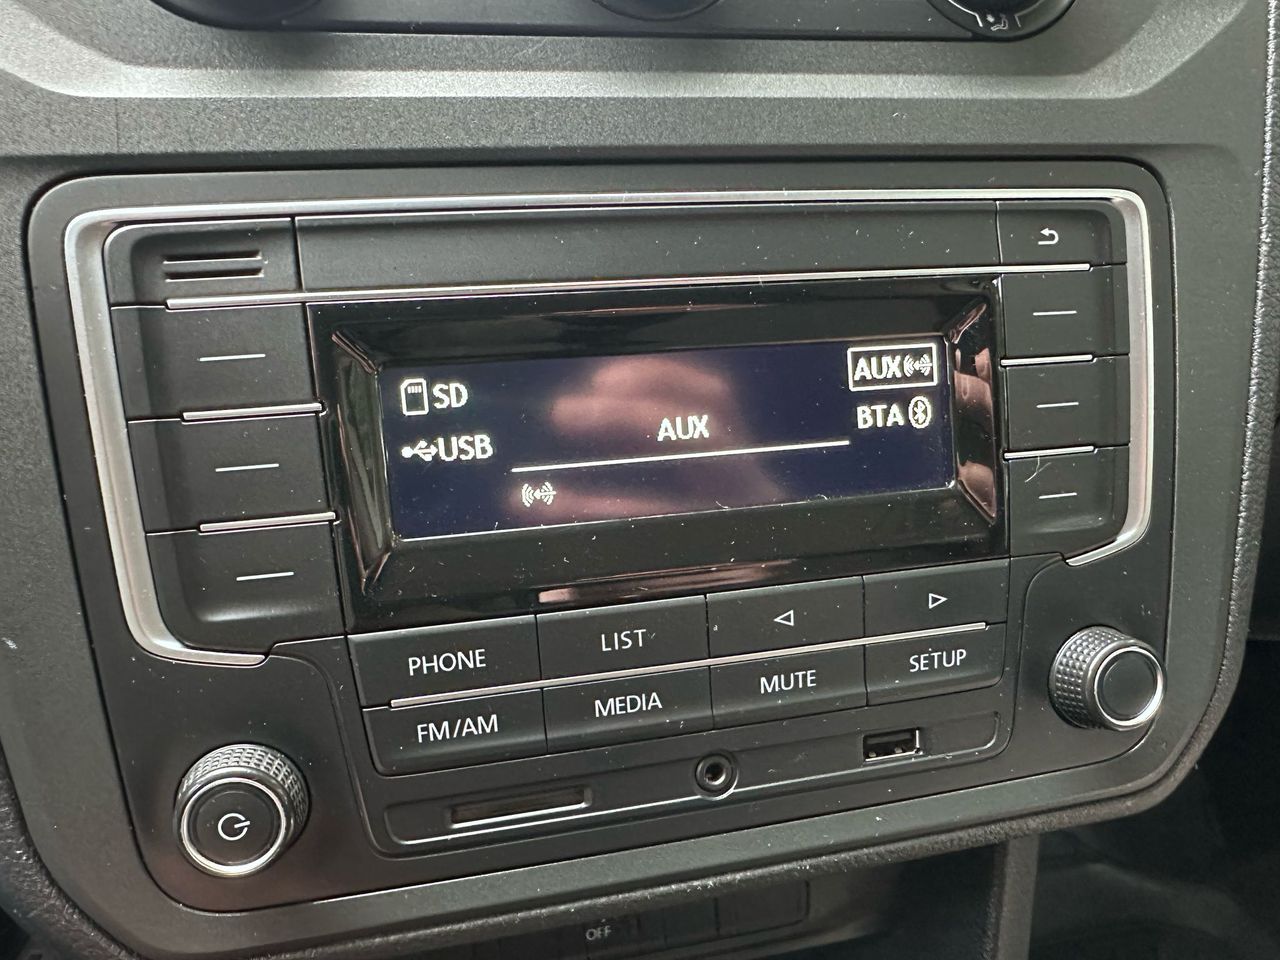 SD
USB
AUX
AUX
BTA
PHONE
LIST
FM/AM
MEDIA
MUTE
SETUP
OFF